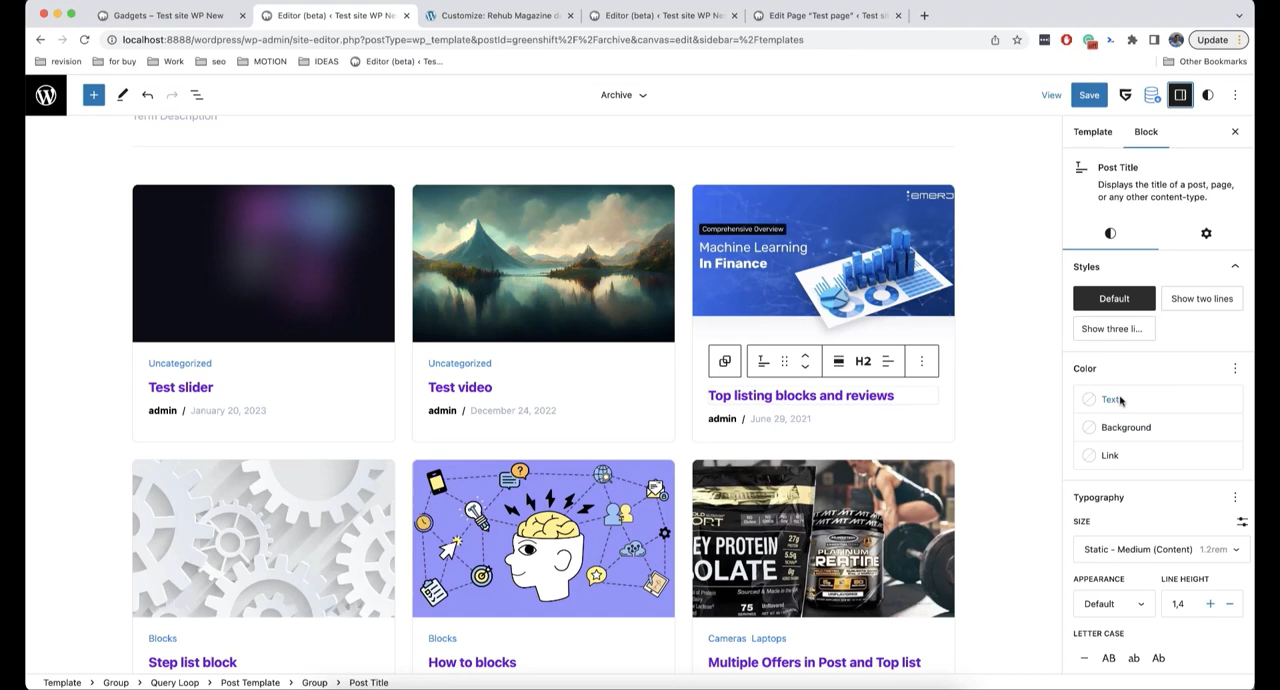 Gadgets – Test site WP New
Editor (beta) ‹ Test site WP Ne
Customize: Rehub Magazine d
Editor (beta) ‹ Test site WP Ne
Edit Page "Test page" ‹ Test si
localhost:8888/wordpress/wp-admin/site-editor.php?postType=wp_template&postId=greenshift%2F%2Farchive&canvas=edit&sidebar=%2Ftemplates
Update
revision
for buy
Work
seo
MOTION
IDEAS
Editor (beta) ‹ Tes...
Other Bookmarks
Archive
View
Save
Term Description
Template
Block
Post Title
Displays the title of a post, page,
or any other content-type.
Styles
Default
Show two lines
Show three li...
Color
Text
Background
Link
Typography
SIZE
Static - Medium (Content) 1.2rem
APPEARANCE
LINE HEIGHT
Default
1,4
LETTER CASE
– AB ab Ab
Uncategorized
Test slider
admin / January 20, 2023
Uncategorized
Test video
admin / December 24, 2022
Comprehensive Overview
Machine Learning
In Finance
H2
Top listing blocks and reviews
admin / June 29, 2021
Blocks
Step list block
Blocks
How to blocks
EY PROTEIN
OLATE
75
PLATINUM
CREATINE
Cameras Laptops
Multiple Offers in Post and Top list
Template > Group > Query Loop > Post Template > Group > Post Title